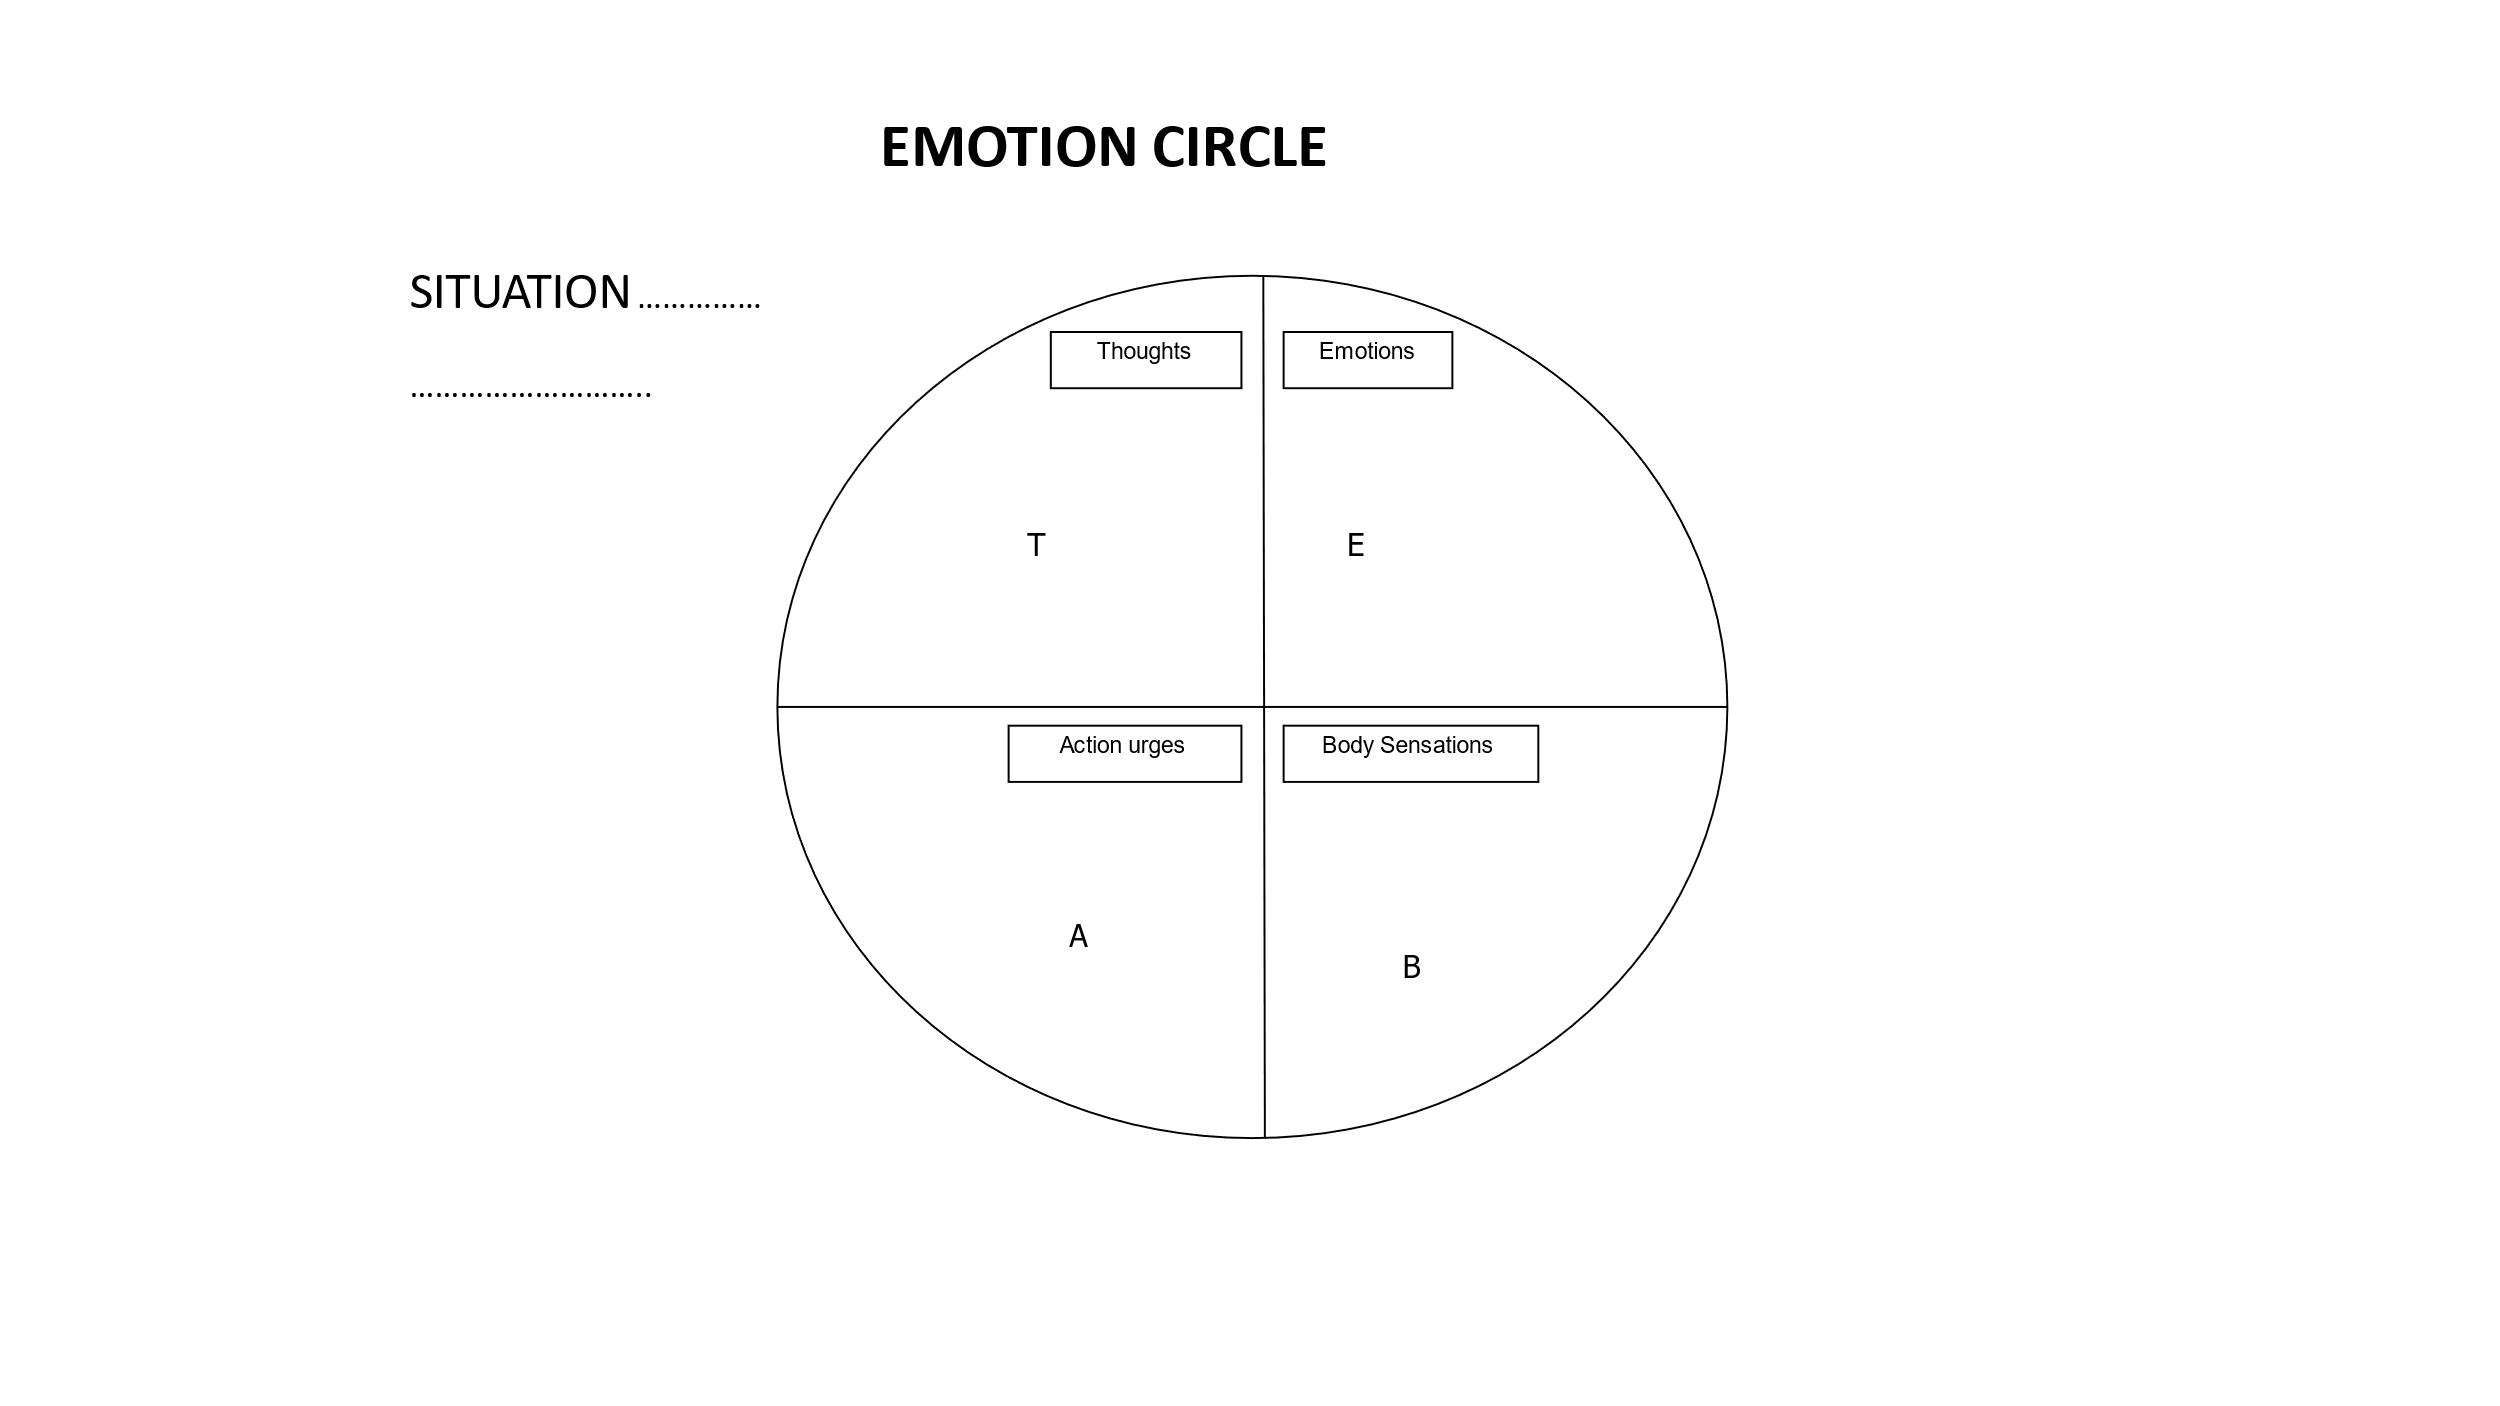 EMOTION CIRCLE
SITUATION ……………
………………………..
Thoughts
Emotions
T
E
Action urges
Body Sensations
A
B